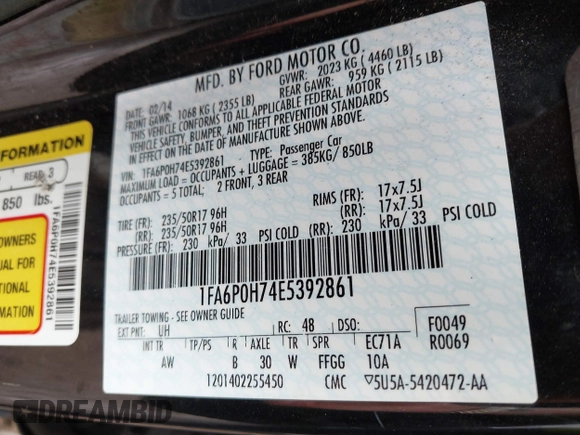 MFD. BY FORD MOTOR CO.
DATE: 02/14 GVWR: 2023 KG ( 4460 LB)
FRONT GAWR: 1068 KG ( 2355 LB) REAR GAWR: 959 KG ( 2115 LB)
THIS VEHICLE CONFORMS TO ALL APPLICABLE FEDERAL MOTOR
VEHICLE SAFETY, BUMPER, AND THEFT PREVENTION STANDARDS IN
EFFECT ON THE DATE OF MANUFACTURE SHOWN ABOVE.
VIN: 1FA6P0H74E5392861 TYPE: Passenger Car
MAXIMUM LOAD = OCCUPANTS + LUGGAGE = 385KG/ 850LB
OCCUPANTS = 5 TOTAL: 2 FRONT, 3 REAR
TIRE (FR): 235/50R17 96H RIMS (FR): 17x7.5J
(RR): 235/50R17 96H (RR): 17x7.5J
PRESSURE (FR): 230 kPa/ 33 PSI COLD (RR): 230 kPa/ 33 PSI COLD
1FA6P0H74E5392861
TRAILER TOWING - SEE OWNER GUIDE
EXT PNT: UH RC: 48 DSO: F0049
INT TR TP/PS R AXLE TR SPR EC71A R0069
AW B 30 W FFGG 10A
1201402255450 CMC ▽5U5A-5420472-AA
FORMATION
REAR 3
850 lbs.
OWNERS
UAL FOR
TIONAL
MATION
1FA6P0H74E5392861
DREAMBID